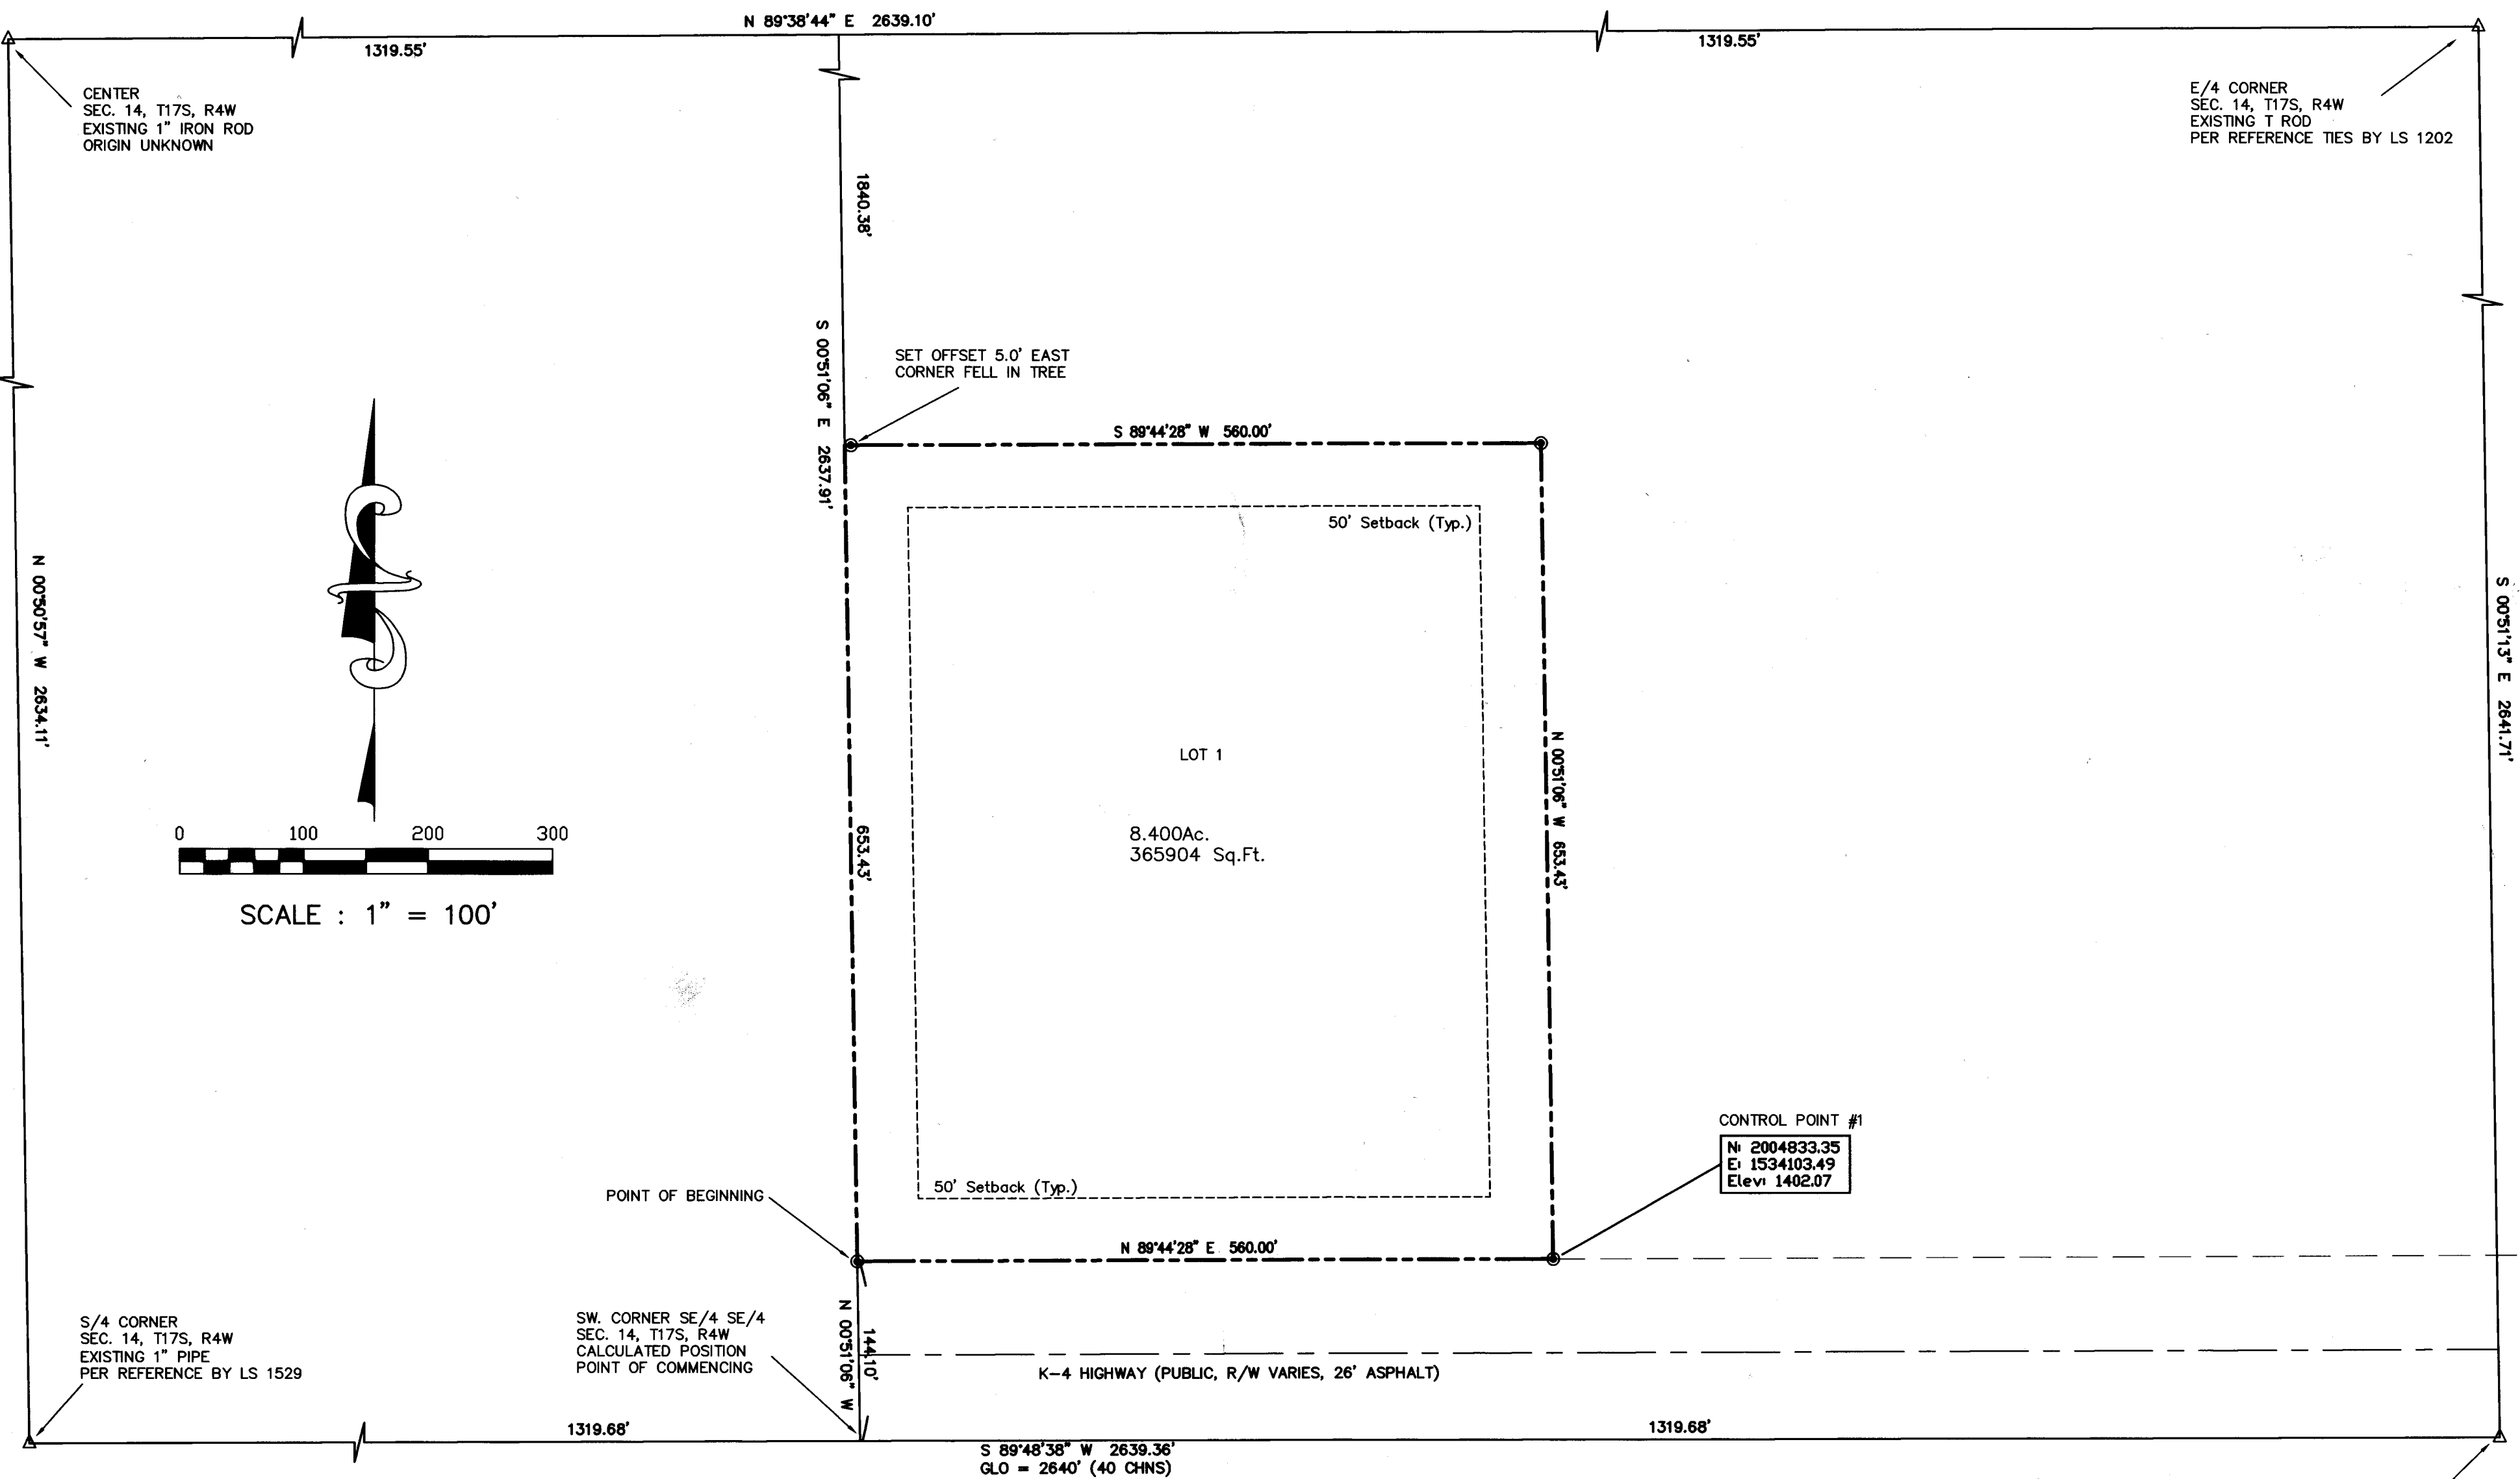 N 89°38'44" E 2639.10'
1319.55'
1319.55'
CENTER
SEC. 14, T17S, R4W
EXISTING 1" IRON ROD
ORIGIN UNKNOWN
E/4 CORNER
SEC. 14, T17S, R4W
EXISTING T ROD
PER REFERENCE TIES BY LS 1202
1840.38'
S 00°51'06" E 2637.91'
SET OFFSET 5.0' EAST
CORNER FELL IN TREE
S 89°44'28" W 560.00'
50' Setback (Typ.)
N 00°50'57" W 2634.11'
S 00°51'13" E 2641.71'
LOT 1
N 00°51'06" W 653.43'
8.400Ac.
365904 Sq.Ft.
653.43'
0 100 200 300
SCALE : 1" = 100'
CONTROL POINT #1
N: 2004833.35
E: 1534103.49
Elev: 1402.07
50' Setback (Typ.)
POINT OF BEGINNING
N 89°44'28" E 560.00'
S/4 CORNER
SEC. 14, T17S, R4W
EXISTING 1" PIPE
PER REFERENCE BY LS 1529
SW. CORNER SE/4 SE/4
SEC. 14, T17S, R4W
CALCULATED POSITION
POINT OF COMMENCING
N 00°51'06" W
144.10'
K-4 HIGHWAY (PUBLIC, R/W VARIES, 26' ASPHALT)
1319.68'
1319.68'
S 89°48'38" W 2639.36'
GLO = 2640' (40 CHNS)